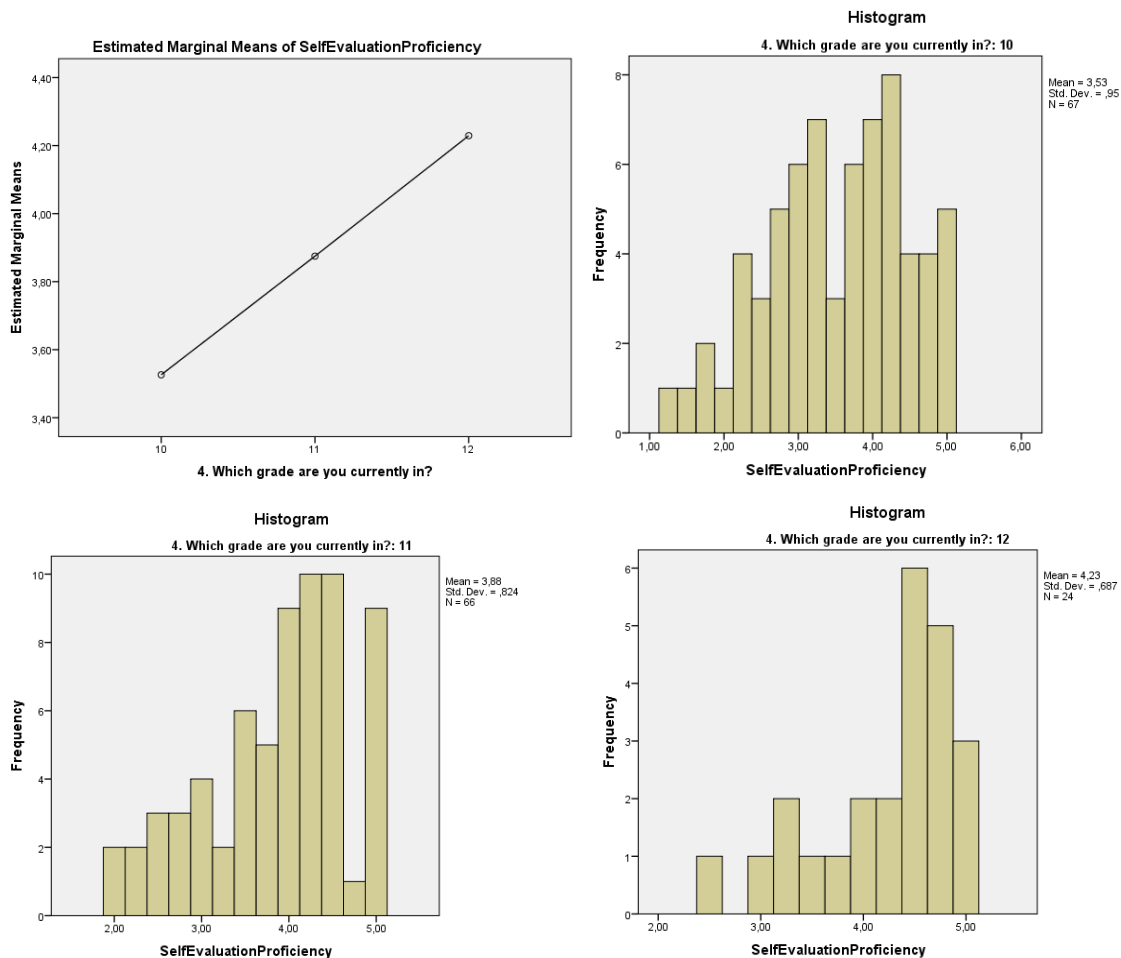 Estimated Marginal Means of SelfEvaluationProficiency
Estimated Marginal Means
4,40
4,20
4,00
3,80
3,60
3,40
10 11 12
4. Which grade are you currently in?
Histogram
4. Which grade are you currently in?: 10
Mean = 3,53
Std. Dev. = ,95
N = 67
Frequency
8
6
4
2
0
1,00 2,00 3,00 4,00 5,00 6,00
SelfEvaluationProficiency
Histogram
4. Which grade are you currently in?: 11
Mean = 3,88
Std. Dev. = ,824
N = 66
Frequency
10
8
6
4
2
0
2,00 3,00 4,00 5,00
SelfEvaluationProficiency
Histogram
4. Which grade are you currently in?: 12
Mean = 4,23
Std. Dev. = ,687
N = 24
Frequency
6
5
4
3
2
1
0
2,00 3,00 4,00 5,00
SelfEvaluationProficiency